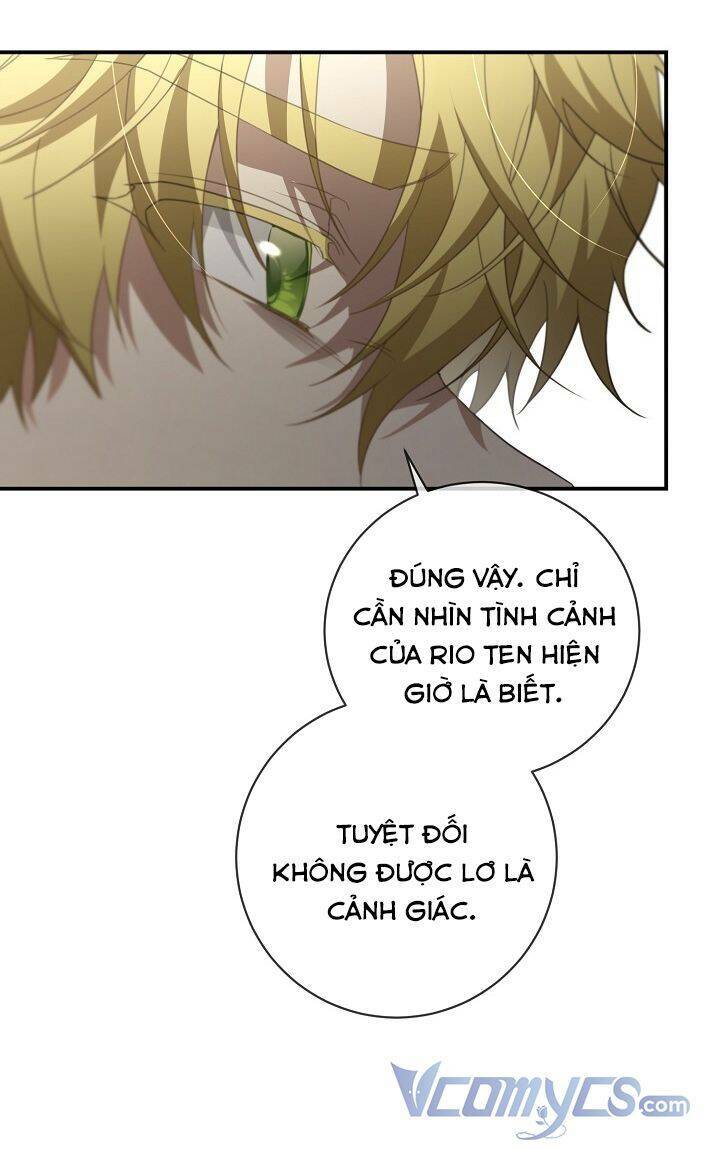 ĐÚNG VẬY. CHỈ
CẦN NHÌN TÌNH CẢNH
CỦA RIO TEN HIỆN
GIỜ LÀ BIẾT.
TUYỆT ĐỐI
KHÔNG ĐƯỢC LƠ LÀ
CẢNH GIÁC.
VCOMYCS.com